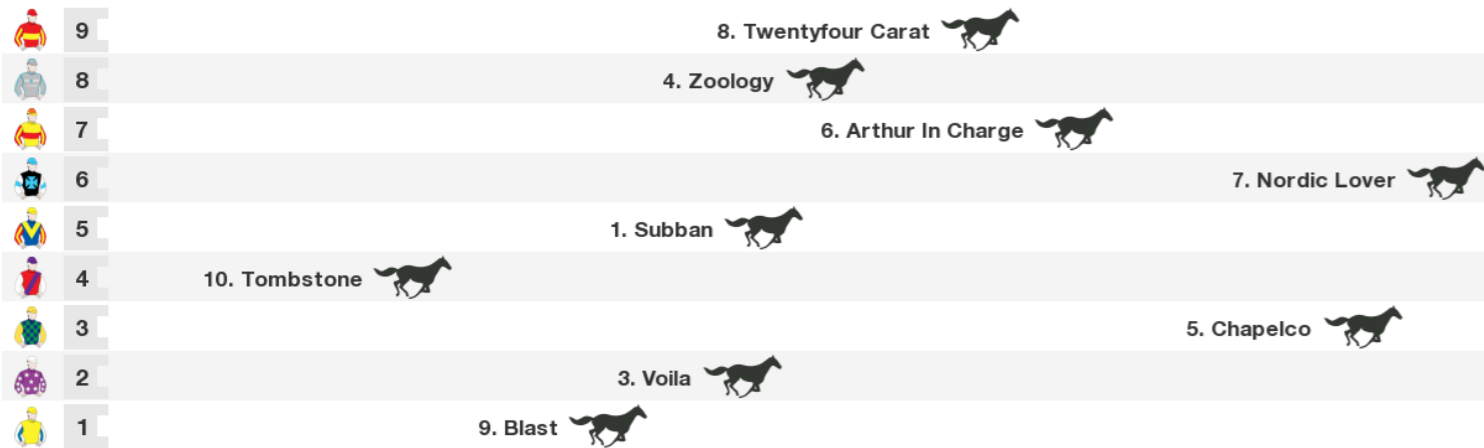 9 8. Twentyfour Carat
8 4. Zoology
7 6. Arthur In Charge
6 7. Nordic Lover
5 1. Subban
4 10. Tombstone
3 5. Chapelco
2 3. Voila
1 9. Blast